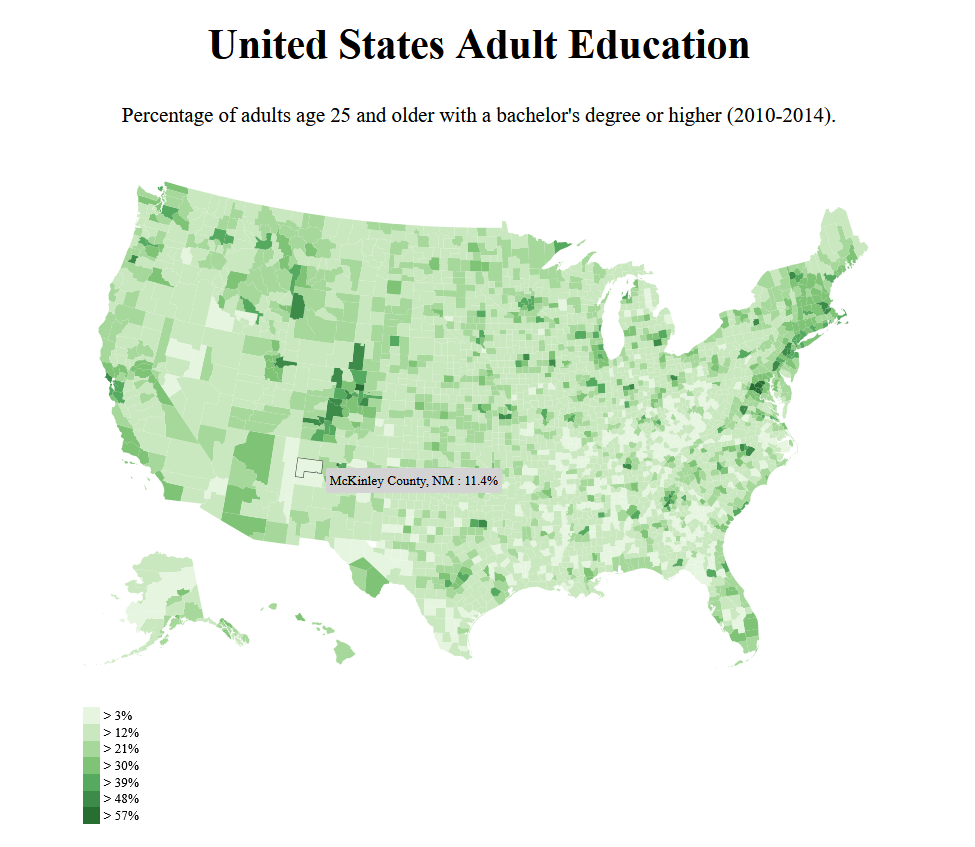 United States Adult Education
Percentage of adults age 25 and older with a bachelor's degree or higher (2010-2014).
McKinley County, NM : 11.4%
> 3%
> 12%
> 21%
> 30%
> 39%
> 48%
> 57%